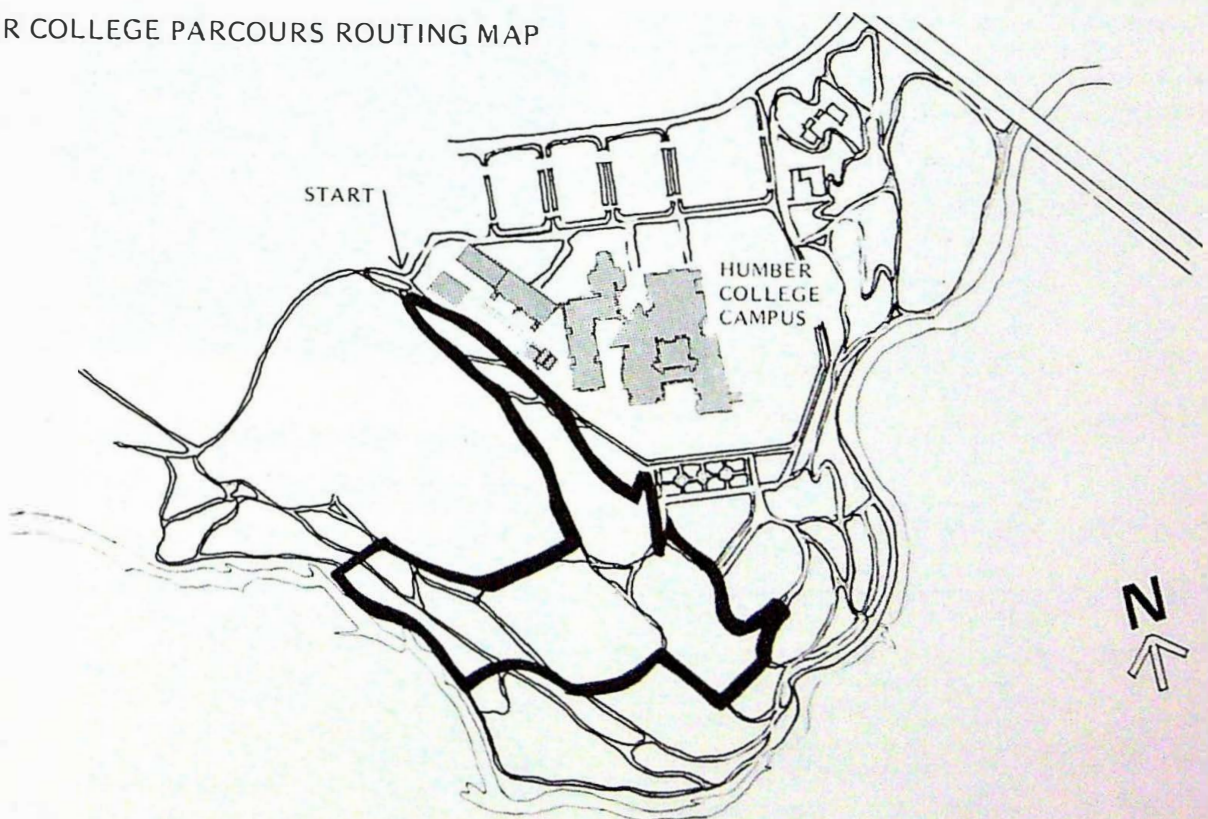 R COLLEGE PARCOURS ROUTING MAP
START
HUMBER
COLLEGE
CAMPUS
N